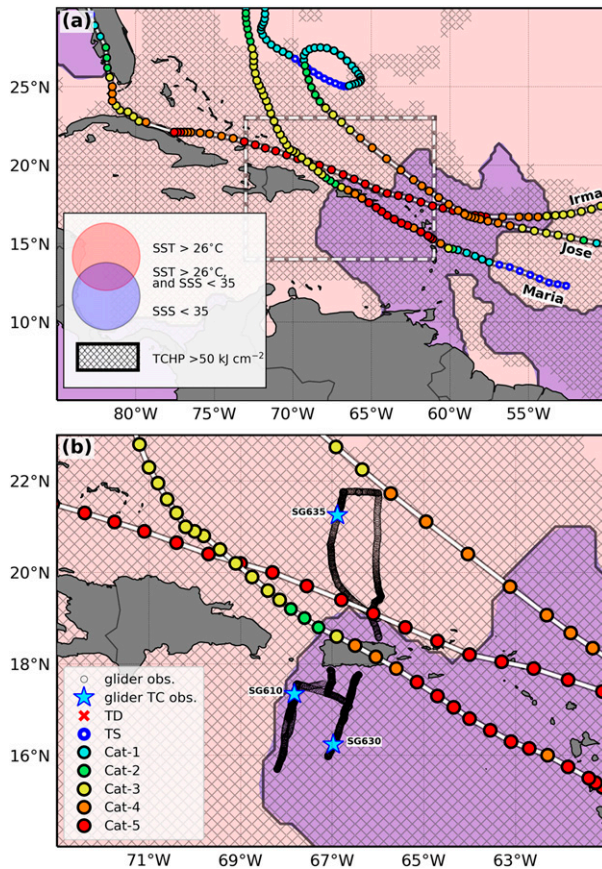 (a)
25°N
20°N
15°N
10°N
Irma
Jose
Maria
SST > 26°C
SST > 26°C,
and SSS < 35
SSS < 35
TCHP >50 kJ cm⁻²
80°W 75°W 70°W 65°W 60°W 55°W
(b)
22°N
20°N
18°N
16°N
SG635
SG610
SG630
glider obs.
glider TC obs.
TD
TS
Cat-1
Cat-2
Cat-3
Cat-4
Cat-5
71°W 69°W 67°W 65°W 63°W